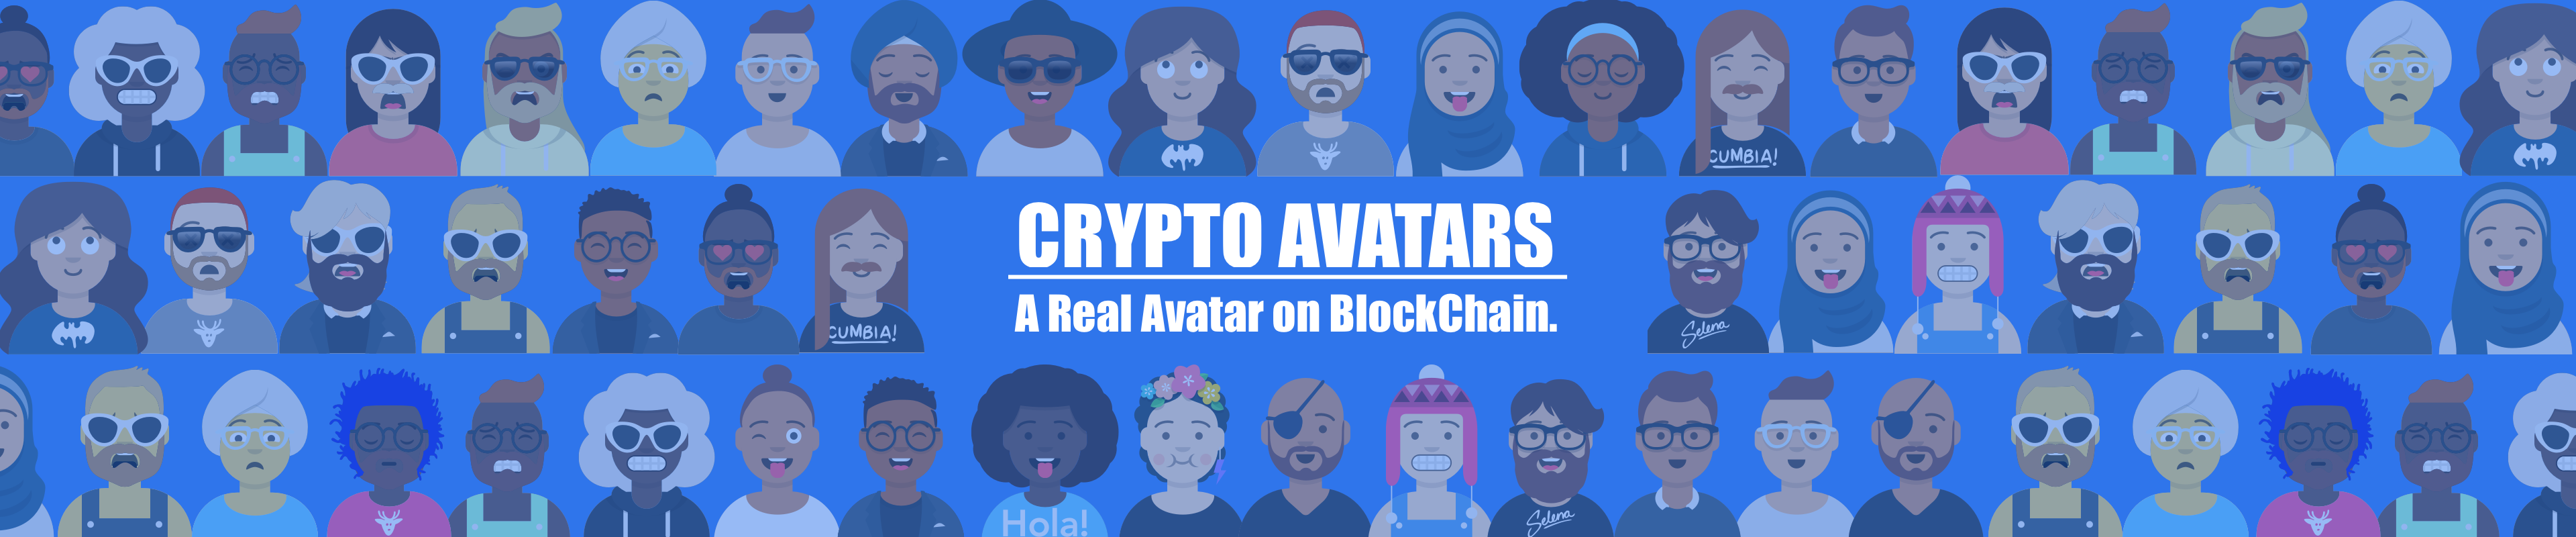 CUMBIA!
CRYPTO AVATARS
A Real Avatar on BlockChain.
CUMBIA!
Selena
Hola!
Selena